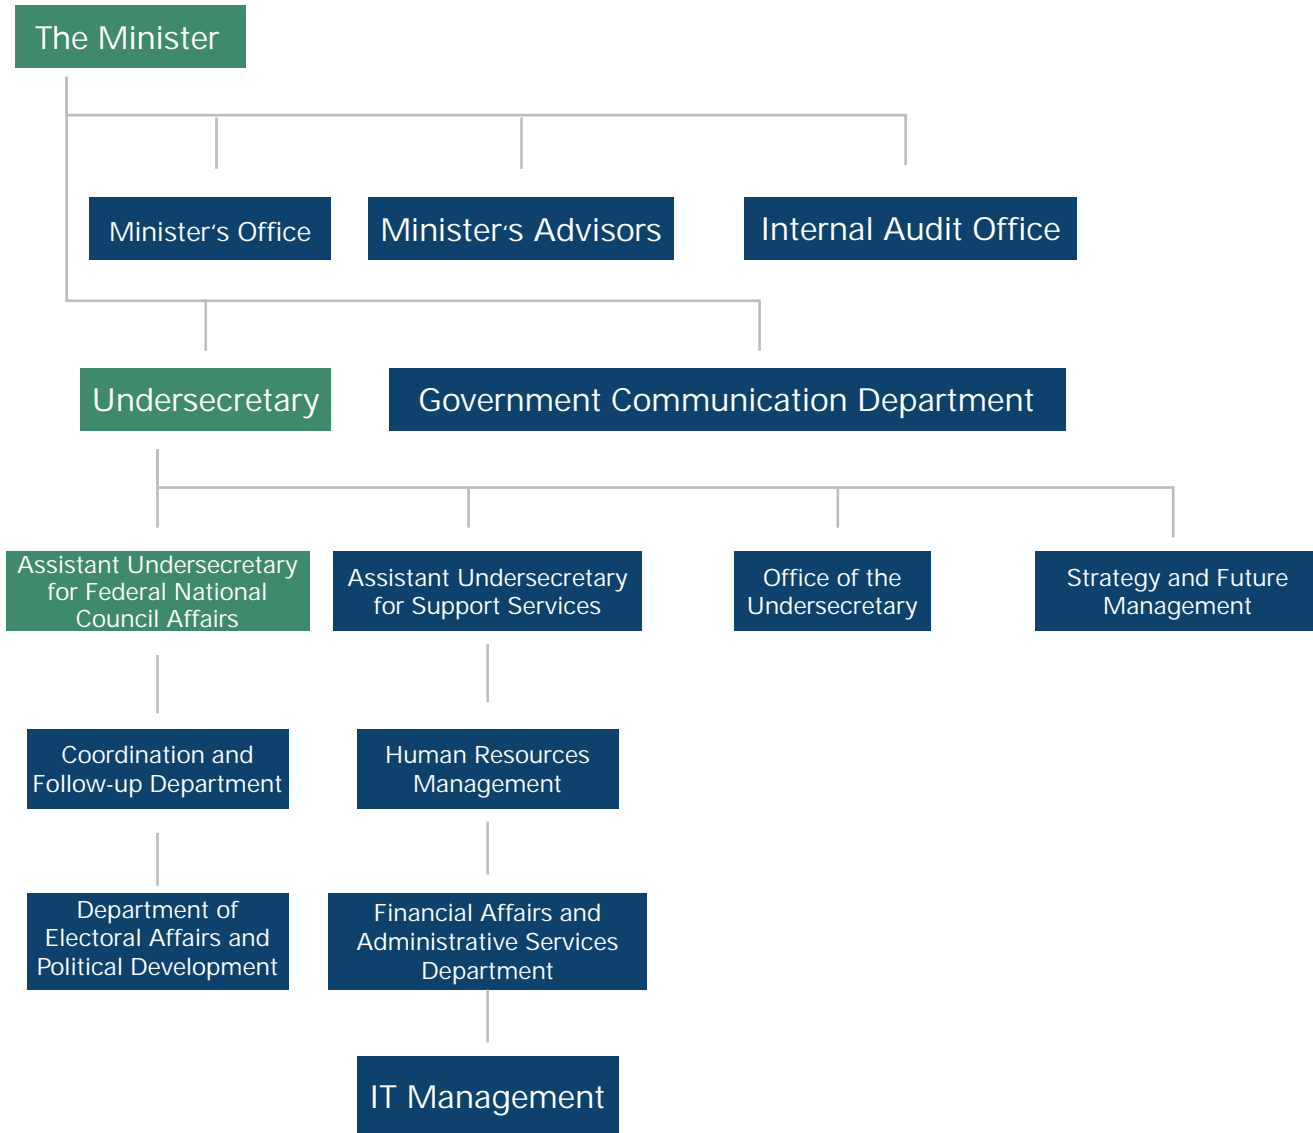 The Minister
Minister's Office
Minister's Advisors
Internal Audit Office
Undersecretary
Government Communication Department
Assistant Undersecretary
for Federal National
Council Affairs
Assistant Undersecretary
for Support Services
Office of the
Undersecretary
Strategy and Future
Management
Coordination and
Follow-up Department
Human Resources
Management
Department of
Electoral Affairs and
Political Development
Financial Affairs and
Administrative Services
Department
IT Management